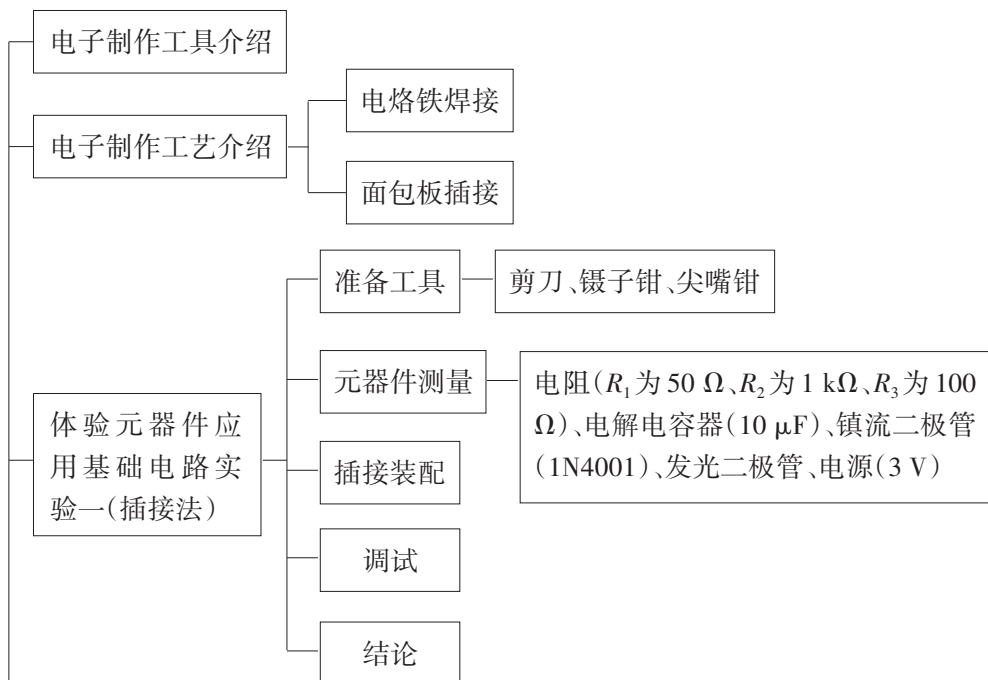 电子制作工具介绍
电子制作工艺介绍
电烙铁焊接
面包板插接
体验元器件应
用基础电路实
验一(插接法)
准备工具
剪刀、镊子钳、尖嘴钳
元器件测量
电阻(R₁为 50 Ω、R₂为 1 kΩ、R₃为 100
Ω)、电解电容器(10 μF)、镇流二极管
(1N4001)、发光二极管、电源(3 V)
插接装配
调试
结论